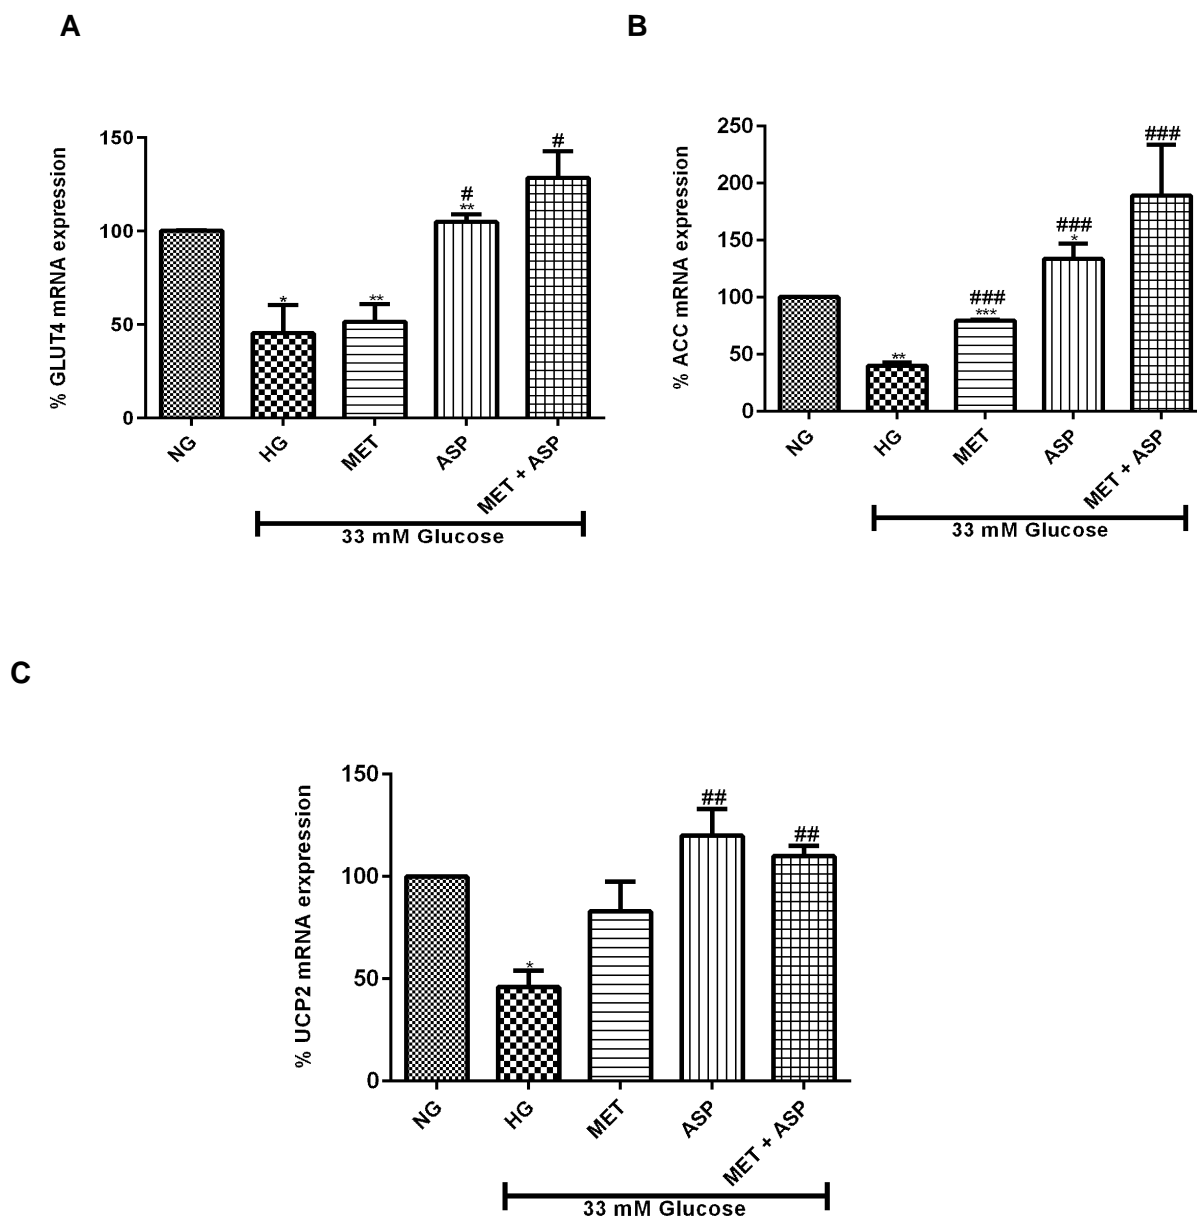 A
B
% GLUT4 mRNA expression
150
100
50
0
#
#
**
*
**
NG
HG
MET
ASP
MET + ASP
33 mM Glucose
% ACC mRNA expression
250
200
150
100
50
0
###
###
*
###
***
**
NG
HG
MET
ASP
MET + ASP
33 mM Glucose
C
% UCP2 mRNA erxpression
150
100
50
0
##
##
*
NG
HG
MET
ASP
MET + ASP
33 mM Glucose